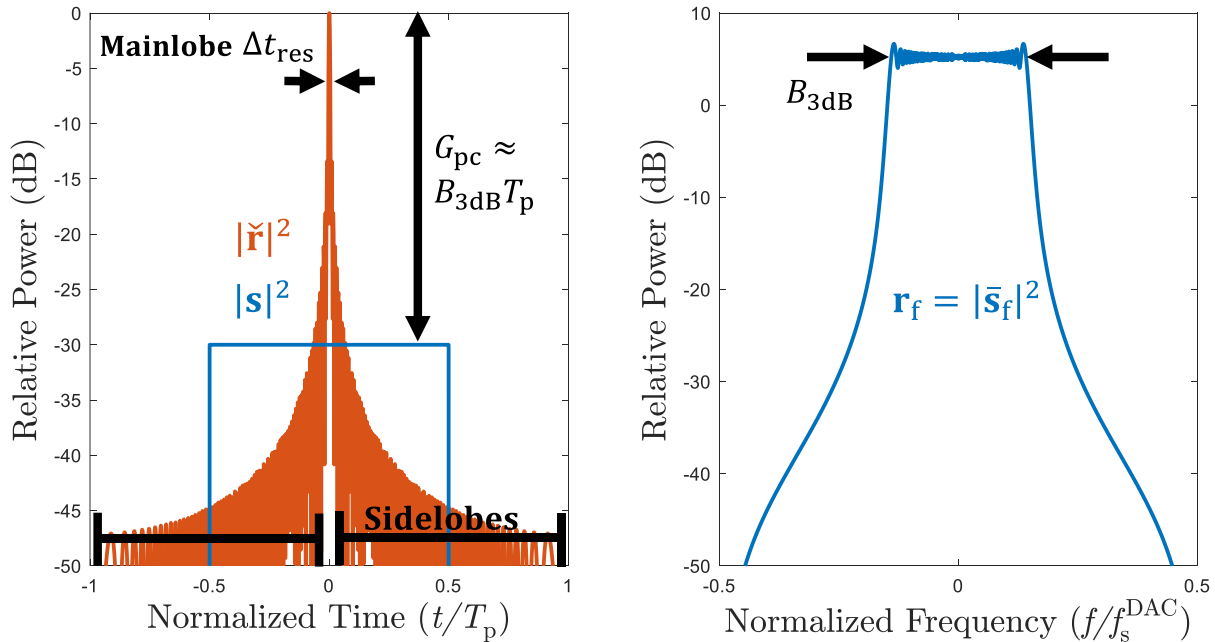 Relative Power (dB)
0
-5
-10
-15
-20
-25
-30
-35
-40
-45
-50
Mainlobe Δt_res
G_pc ≈
B_3dB T_p
|ř|²
|s|²
Sidelobes
-1
-0.5
0
0.5
1
Normalized Time (t/T_p)
Relative Power (dB)
10
0
-10
-20
-30
-40
-50
B_3dB
r_f = |s̄_f|²
-0.5
0
0.5
Normalized Frequency (f/f_s^DAC)